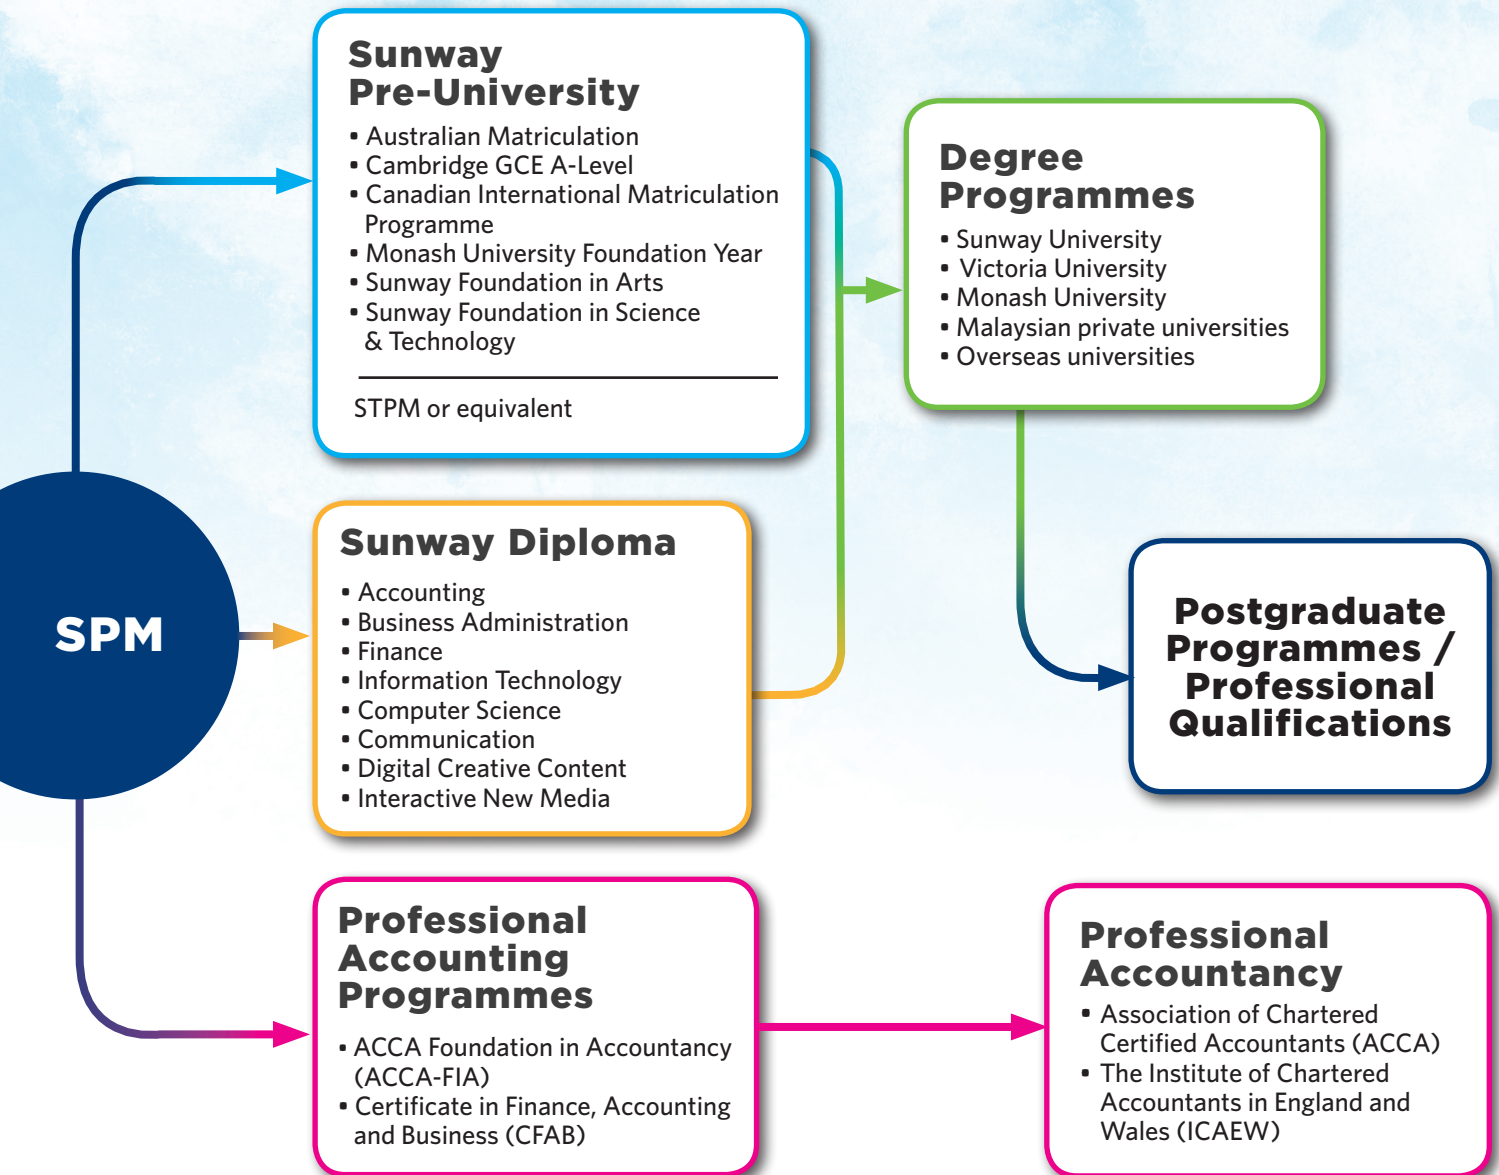 SPM
Sunway
Pre-University
• Australian Matriculation
• Cambridge GCE A-Level
• Canadian International Matriculation
Programme
• Monash University Foundation Year
• Sunway Foundation in Arts
• Sunway Foundation in Science
& Technology
STPM or equivalent
Sunway Diploma
• Accounting
• Business Administration
• Finance
• Information Technology
• Computer Science
• Communication
• Digital Creative Content
• Interactive New Media
Professional
Accounting
Programmes
• ACCA Foundation in Accountancy
(ACCA-FIA)
• Certificate in Finance, Accounting
and Business (CFAB)
Degree
Programmes
• Sunway University
• Victoria University
• Monash University
• Malaysian private universities
• Overseas universities
Postgraduate
Programmes /
Professional
Qualifications
Professional
Accountancy
• Association of Chartered
Certified Accountants (ACCA)
• The Institute of Chartered
Accountants in England and
Wales (ICAEW)